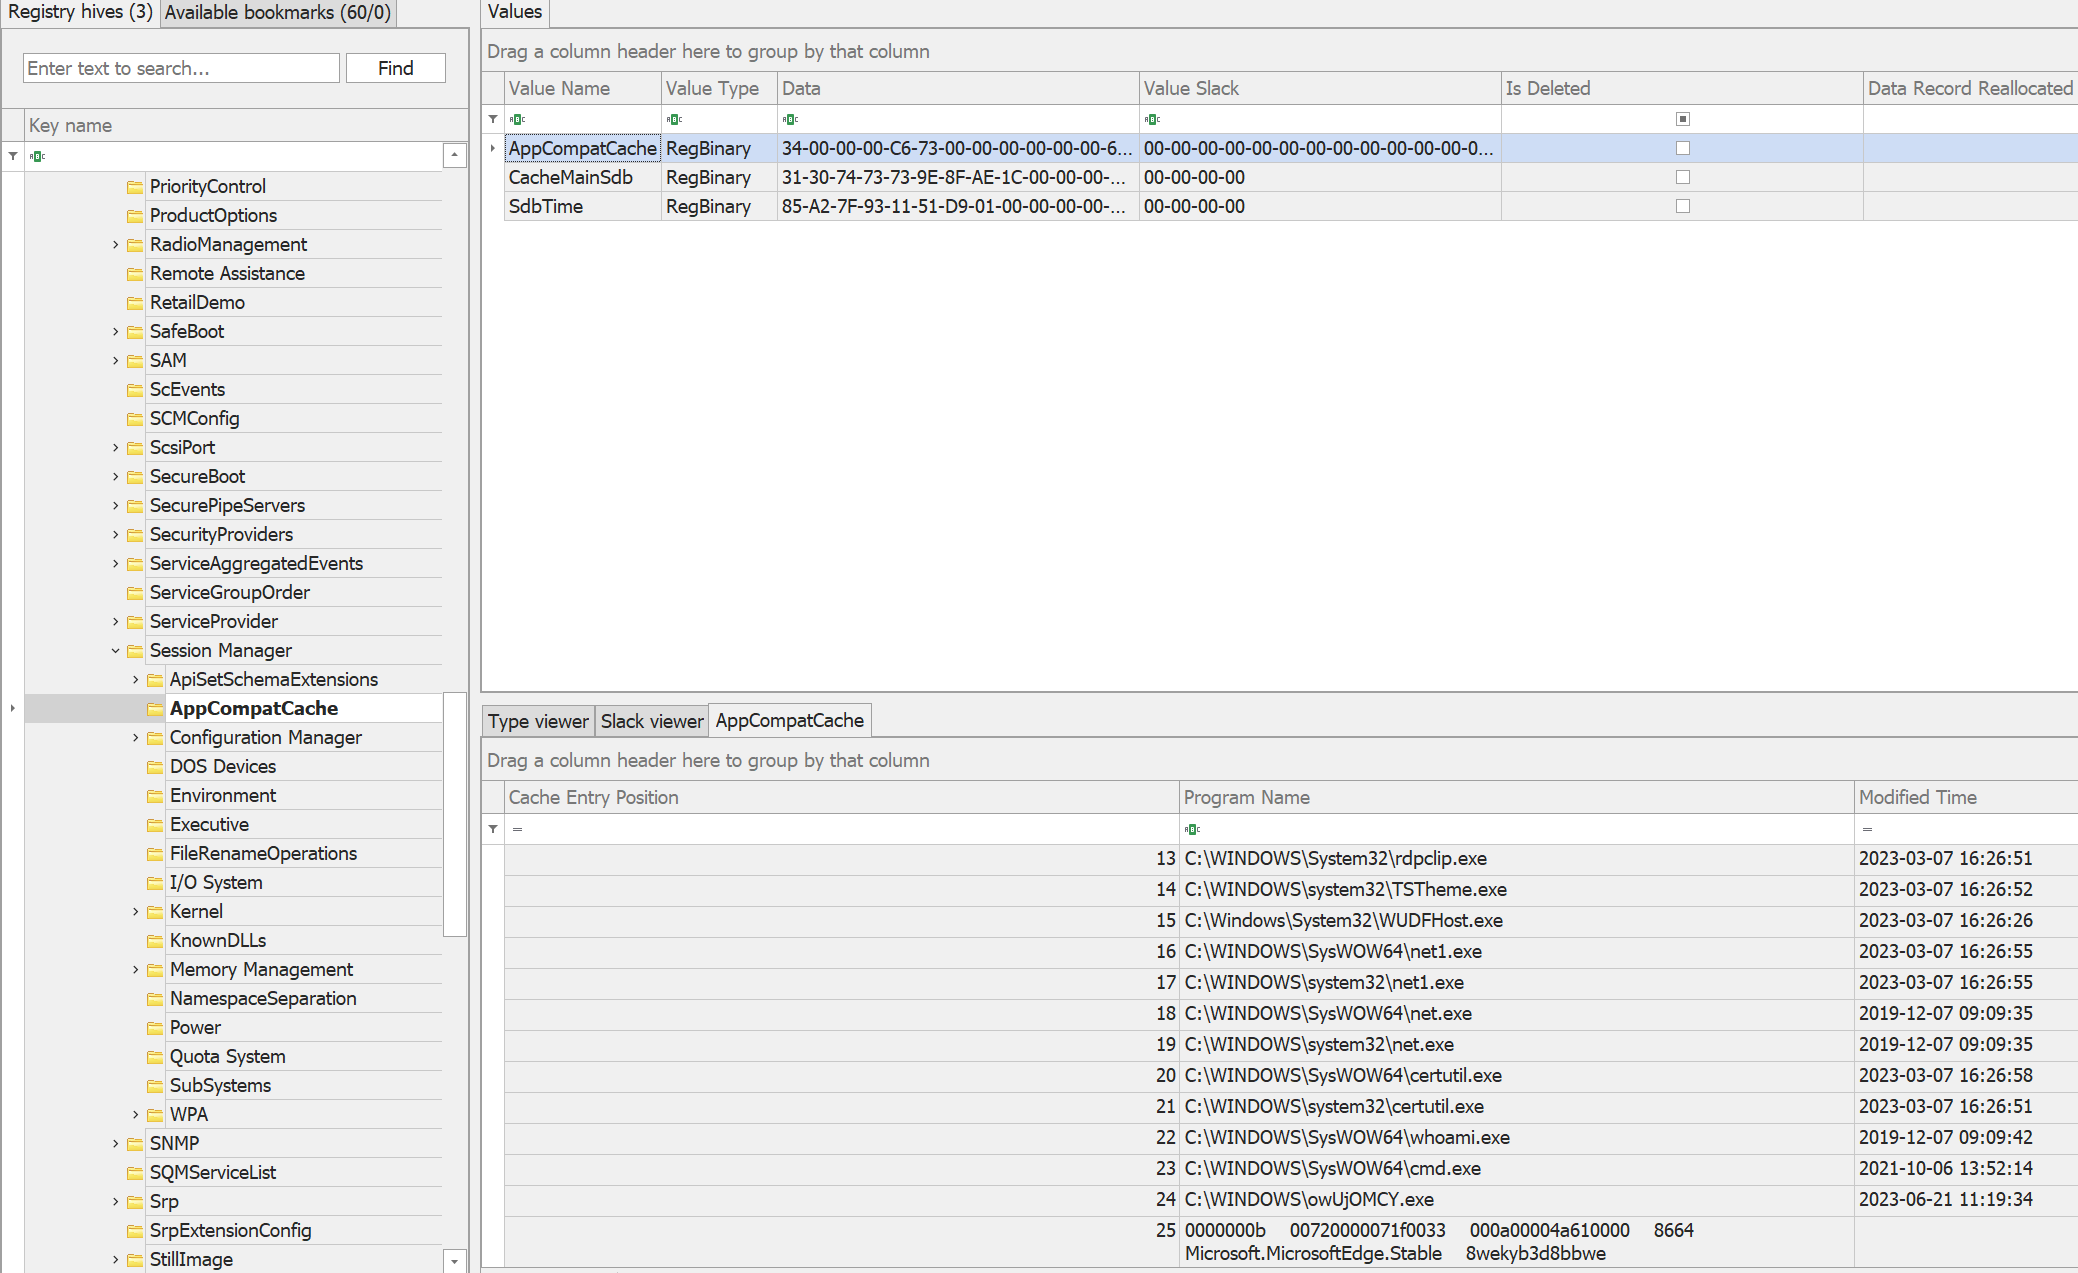 Registry hives (3) Available bookmarks (60/0)
Enter text to search... Find
Key name
PriorityControl
ProductOptions
RadioManagement
Remote Assistance
RetailDemo
SafeBoot
SAM
ScEvents
SCMConfig
ScsiPort
SecureBoot
SecurePipeServers
SecurityProviders
ServiceAggregatedEvents
ServiceGroupOrder
ServiceProvider
Session Manager
ApiSetSchemaExtensions
AppCompatCache
Configuration Manager
DOS Devices
Environment
Executive
FileRenameOperations
I/O System
Kernel
KnownDLLs
Memory Management
NamespaceSeparation
Power
Quota System
SubSystems
WPA
SNMP
SQMServiceList
Srp
SrpExtensionConfig
StillImage
Values
Drag a column header here to group by that column
Value Name Value Type Data Value Slack Is Deleted Data Record Reallocated
AppCompatCache RegBinary 34-00-00-00-C6-73-00-00-00-00-00-00-6... 00-00-00-00-00-00-00-00-00-00-00-00-0...
CacheMainSdb RegBinary 31-30-74-73-73-9E-8F-AE-1C-00-00-00-... 00-00-00-00
SdbTime RegBinary 85-A2-7F-93-11-51-D9-01-00-00-00-00-... 00-00-00-00
Type viewer Slack viewer AppCompatCache
Drag a column header here to group by that column
Cache Entry Position Program Name Modified Time
= =
13 C:\WINDOWS\System32\rdpclip.exe 2023-03-07 16:26:51
14 C:\WINDOWS\system32\TSTheme.exe 2023-03-07 16:26:52
15 C:\Windows\System32\WUDFHost.exe 2023-03-07 16:26:26
16 C:\WINDOWS\SysWOW64\net1.exe 2023-03-07 16:26:55
17 C:\WINDOWS\system32\net1.exe 2023-03-07 16:26:55
18 C:\WINDOWS\SysWOW64\net.exe 2019-12-07 09:09:35
19 C:\WINDOWS\system32\net.exe 2019-12-07 09:09:35
20 C:\WINDOWS\SysWOW64\certutil.exe 2023-03-07 16:26:58
21 C:\WINDOWS\system32\certutil.exe 2023-03-07 16:26:51
22 C:\WINDOWS\SysWOW64\whoami.exe 2019-12-07 09:09:42
23 C:\WINDOWS\SysWOW64\cmd.exe 2021-10-06 13:52:14
24 C:\WINDOWS\owUjOMCY.exe 2023-06-21 11:19:34
25 0000000b 00720000071f0033 000a00004a610000 8664
Microsoft.MicrosoftEdge.Stable 8wekyb3d8bbwe